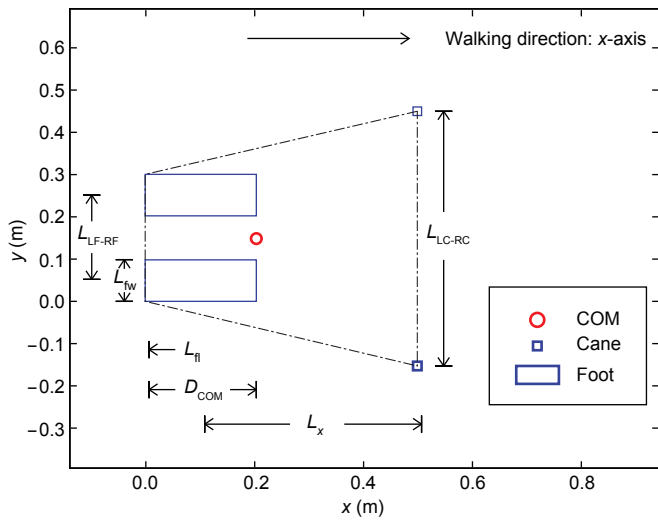 Walking direction: x-axis
0.6
0.5
0.4
0.3
0.2
0.1
0.0
−0.1
−0.2
−0.3
y (m)
L_LF-RF
L_fw
L_LC-RC
L_fl
D_COM
L_x
COM
Cane
Foot
0.0 0.2 0.4 0.6 0.8
x (m)